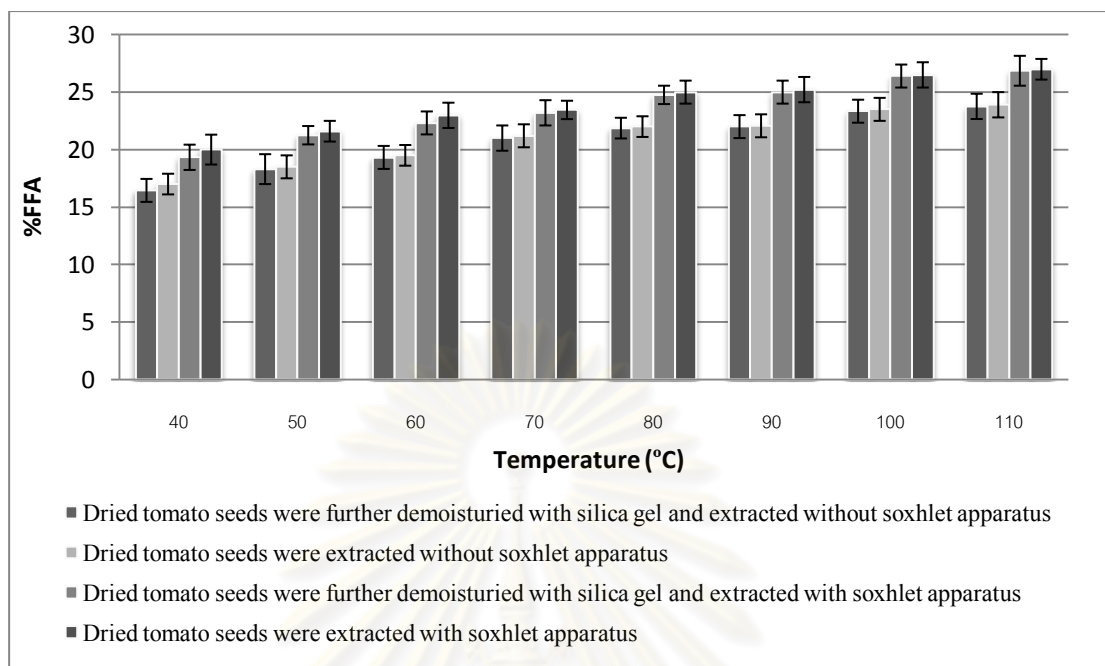 30
25
20
15
10
5
0
%FFA
40 50 60 70 80 90 100 110
Temperature (°C)
Dried tomato seeds were further demoisturied with silica gel and extracted without soxhlet apparatus
Dried tomato seeds were extracted without soxhlet apparatus
Dried tomato seeds were further demoisturied with silica gel and extracted with soxhlet apparatus
Dried tomato seeds were extracted with soxhlet apparatus